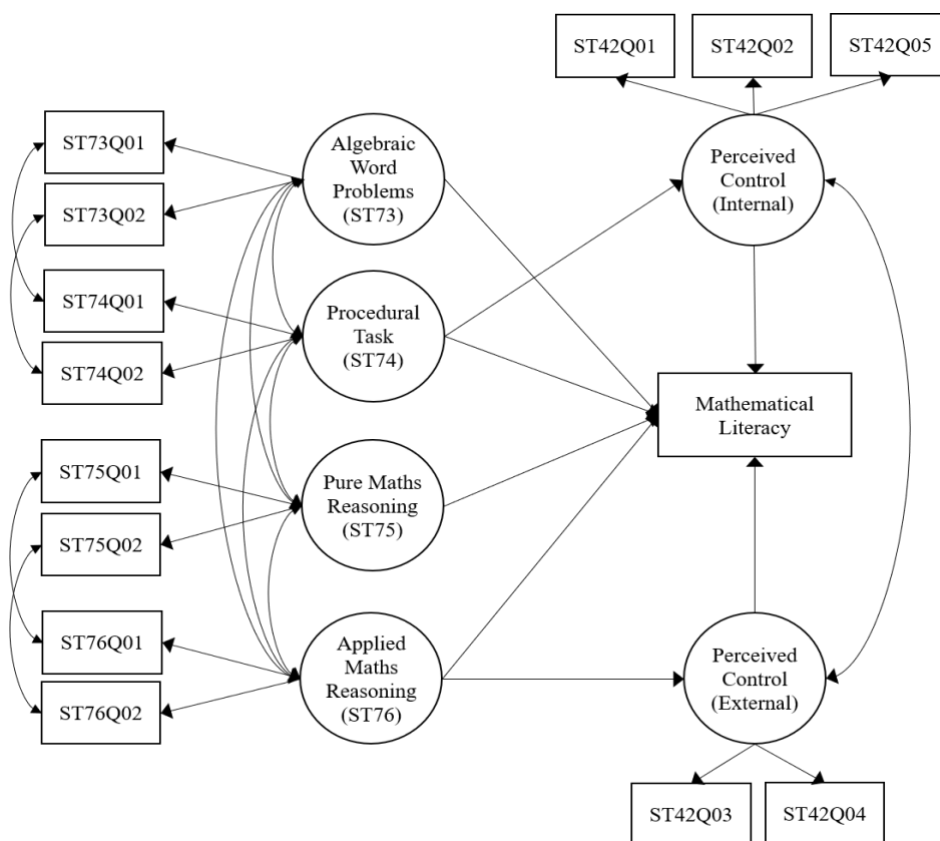 ST42Q01
ST42Q02
ST42Q05
ST73Q01
ST73Q02
ST74Q01
ST74Q02
ST75Q01
ST75Q02
ST76Q01
ST76Q02
Algebraic
Word
Problems
(ST73)
Procedural
Task
(ST74)
Pure Maths
Reasoning
(ST75)
Applied
Maths
Reasoning
(ST76)
Perceived
Control
(Internal)
Mathematical
Literacy
Perceived
Control
(External)
ST42Q03
ST42Q04